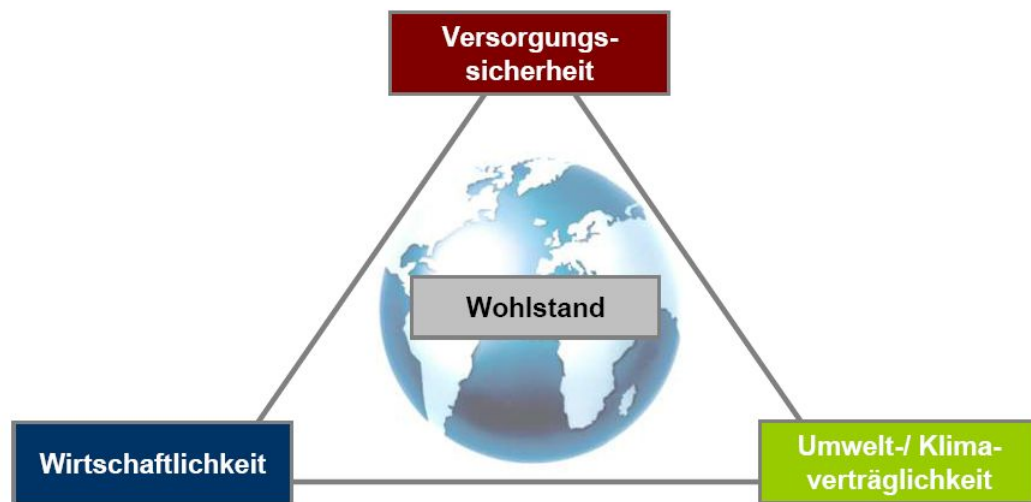 Versorgungs-
sicherheit
Wohlstand
Wirtschaftlichkeit
Umwelt-/ Klima-
verträglichkeit